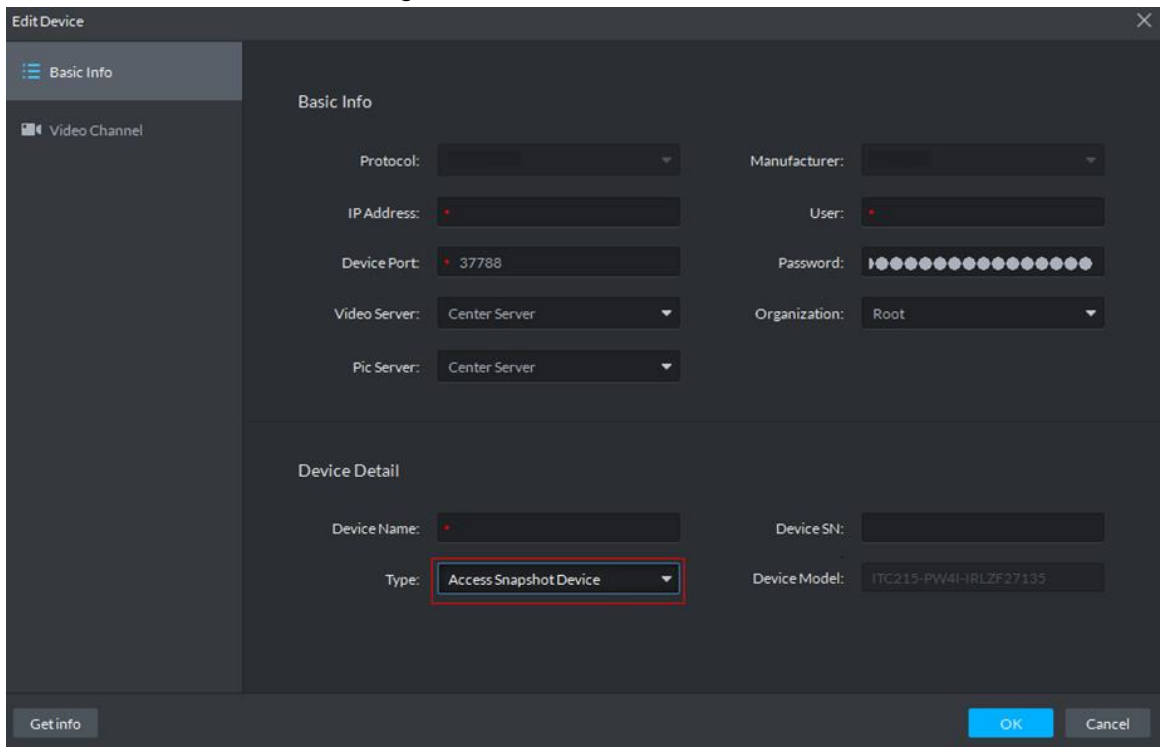 Edit Device
Basic Info
Video Channel
Basic Info
Protocol:
Manufacturer:
IP Address:
User:
Device Port: 37788
Password:
Video Server: Center Server
Organization: Root
Pic Server: Center Server
Device Detail
Device Name:
Device SN:
Type: Access Snapshot Device
Device Model: ITC215-PW4I-IRLZF27135
Get info
OK
Cancel